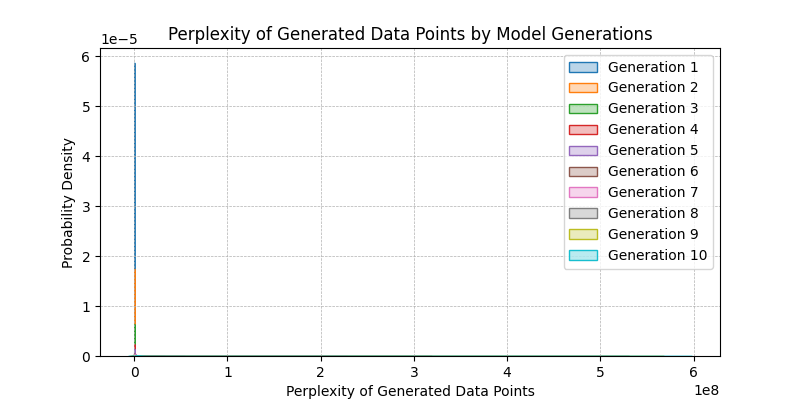 Perplexity of Generated Data Points by Model Generations
1e−5
6
5
4
3
2
1
0
Probability Density
Generation 1
Generation 2
Generation 3
Generation 4
Generation 5
Generation 6
Generation 7
Generation 8
Generation 9
Generation 10
0 1 2 3 4 5 6
1e8
Perplexity of Generated Data Points